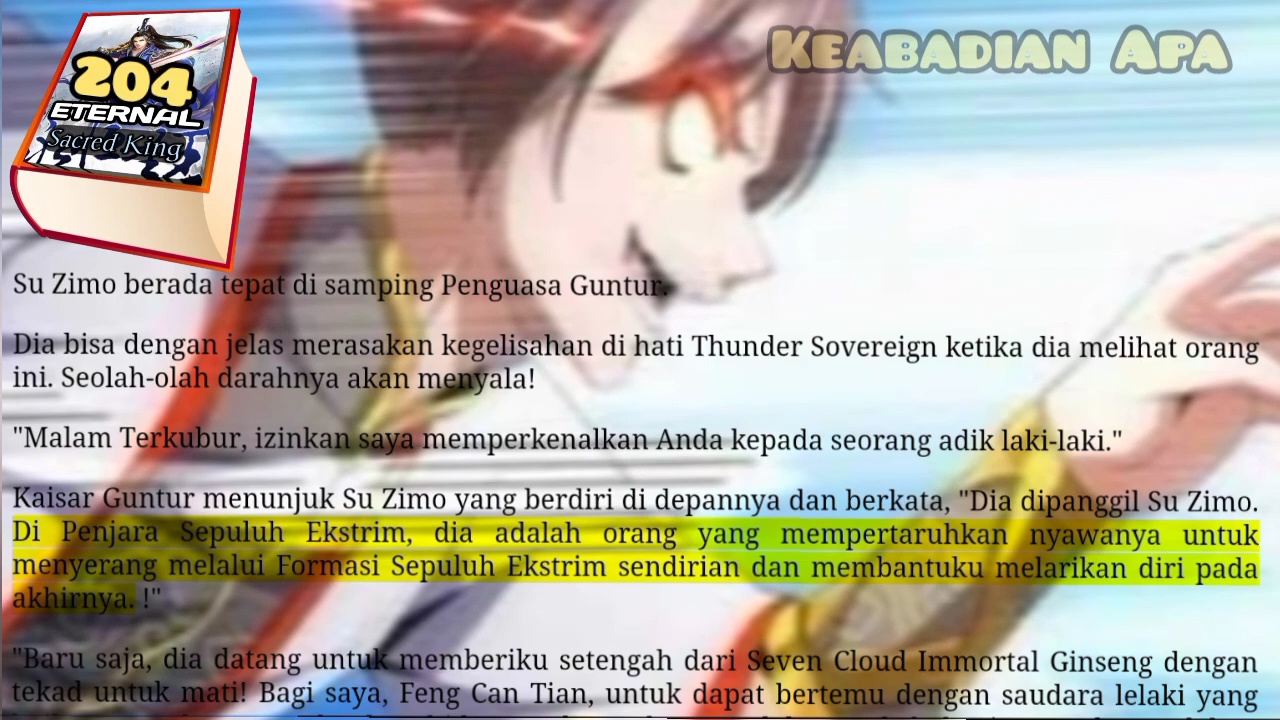 204
ETERNAL
Sacred King
KEABADIAN APA
Su Zimo berada tepat di samping Penguasa Guntur.
Dia bisa dengan jelas merasakan kegelisahan di hati Thunder Sovereign ketika dia melihat orang
ini. Seolah-olah darahnya akan menyala!
"Malam Terkubur, izinkan saya memperkenalkan Anda kepada seorang adik laki-laki."
Kaisar Guntur menunjuk Su Zimo yang berdiri di depannya dan berkata, "Dia dipanggil Su Zimo.
Di Penjara Sepuluh Ekstrim, dia adalah orang yang mempertaruhkan nyawanya untuk
menyerang melalui Formasi Sepuluh Ekstrim sendirian dan membantuku melarikan diri pada
akhirnya. !"
"Baru saja, dia datang untuk memberiku setengah dari Seven Cloud Immortal Ginseng dengan
tekad untuk mati! Bagi saya, Feng Can Tian, untuk dapat bertemu dengan saudara lelaki yang